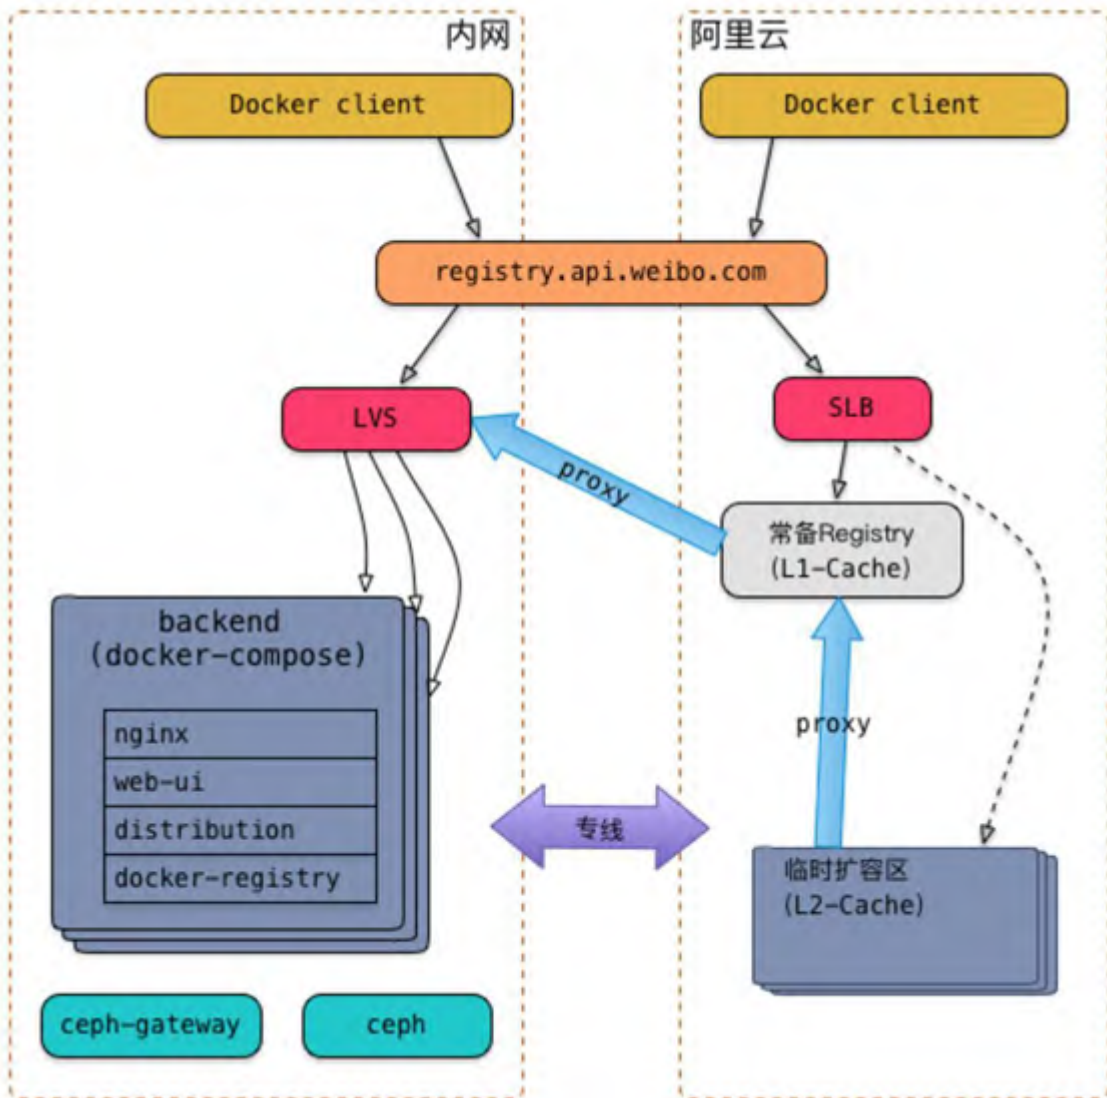 内网
阿里云
Docker client
Docker client
registry.api.weibo.com
LVS
SLB
proxy
常备Registry
(L1-Cache)
backend
(docker-compose)
nginx
web-ui
distribution
docker-registry
proxy
专线
临时扩容区
(L2-Cache)
ceph-gateway
ceph